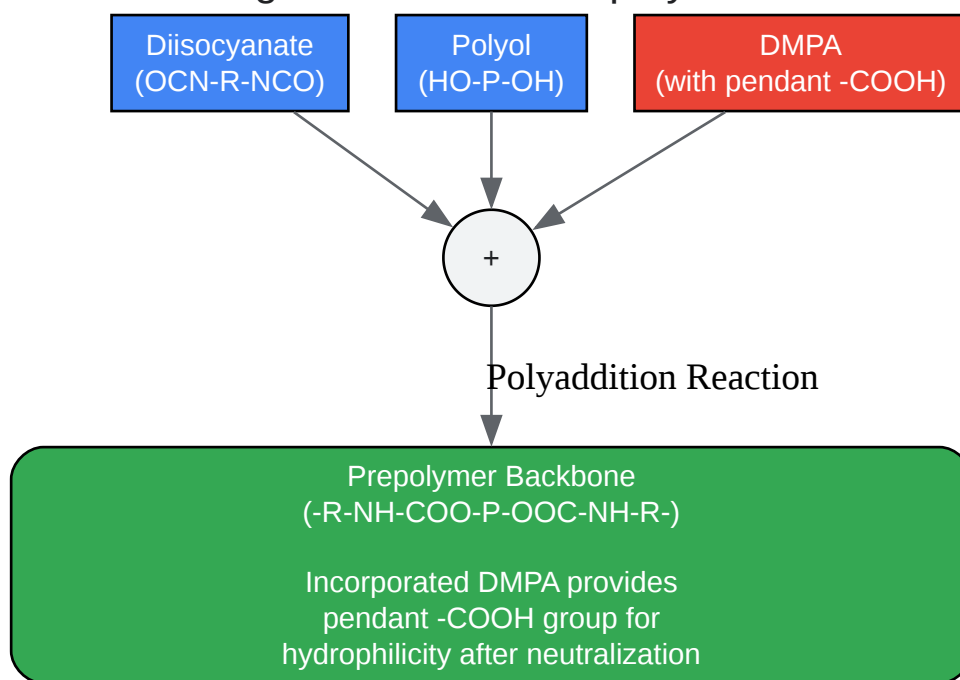 Diisocyanate
(OCN-R-NCO)
Polyol
(HO-P-OH)
DMPA
(with pendant -COOH)
+
Polyaddition Reaction
Prepolymer Backbone
(-R-NH-COO-P-OOC-NH-R-)
Incorporated DMPA provides
pendant -COOH group for
hydrophilicity after neutralization